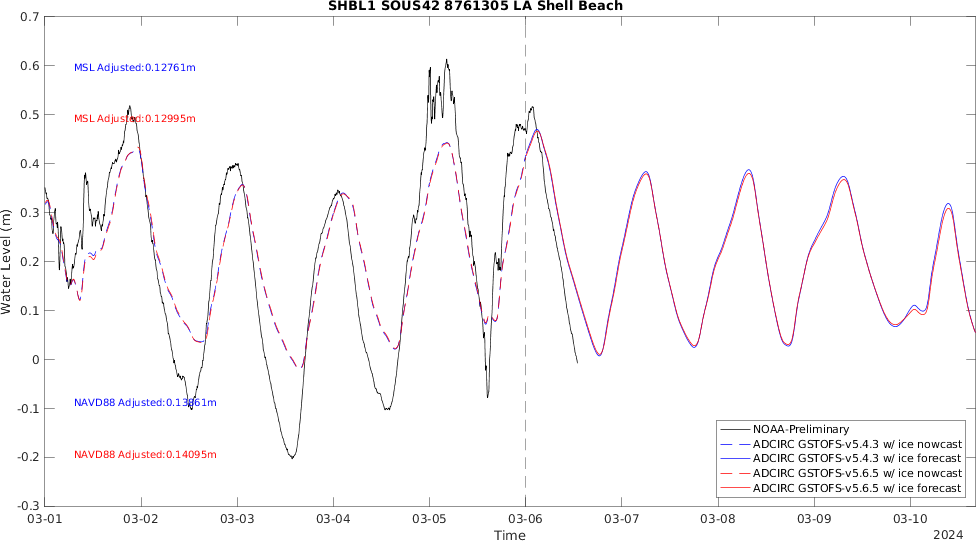 SHBL1 SOUS42 8761305 LA Shell Beach
0.7
0.6
0.5
0.4
0.3
0.2
0.1
0
-0.1
-0.2
-0.3
Water Level (m)
MSL Adjusted:0.12761m
MSL Adjusted:0.12995m
NAVD88 Adjusted:0.13861m
NAVD88 Adjusted:0.14095m
NOAA-Preliminary
ADCIRC GSTOFS-v5.4.3 w/ ice nowcast
ADCIRC GSTOFS-v5.4.3 w/ ice forecast
ADCIRC GSTOFS-v5.6.5 w/ ice nowcast
ADCIRC GSTOFS-v5.6.5 w/ ice forecast
03-01 03-02 03-03 03-04 03-05 03-06 03-07 03-08 03-09 03-10
Time
2024